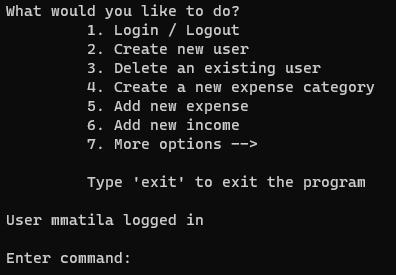 What would you like to do?
1. Login / Logout
2. Create new user
3. Delete an existing user
4. Create a new expense category
5. Add new expense
6. Add new income
7. More options -->
Type 'exit' to exit the program
User mmatila logged in
Enter command: